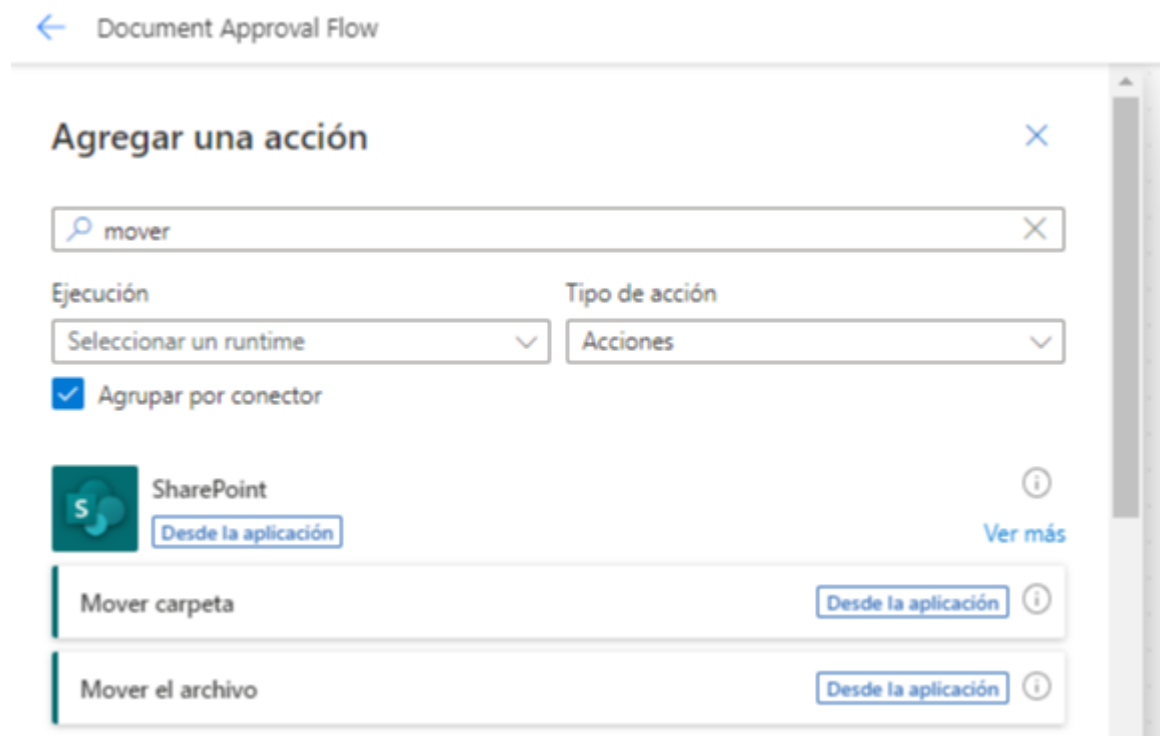 Document Approval Flow
Agregar una acción
mover
Ejecución
Tipo de acción
Seleccionar un runtime
Acciones
Agrupar por conector
S
SharePoint
Desde la aplicación
Ver más
Mover carpeta
Desde la aplicación
Mover el archivo
Desde la aplicación